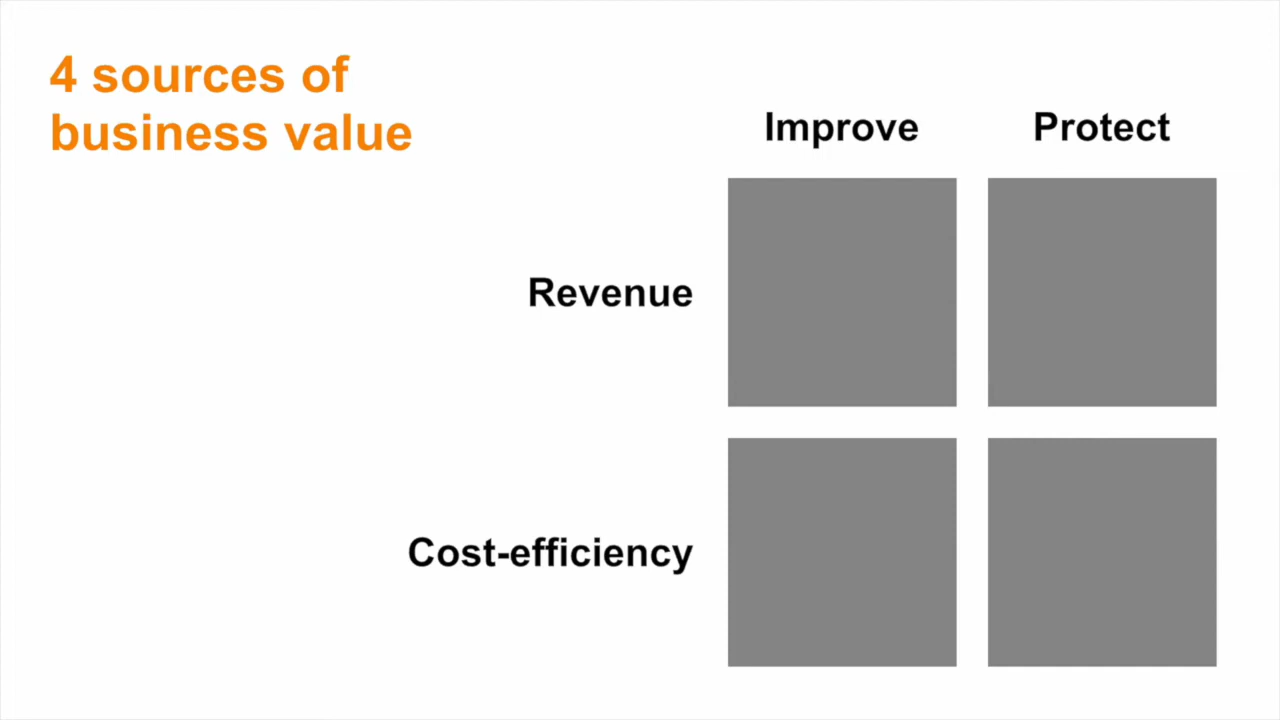 4 sources of
business value
Improve Protect
Revenue
Cost-efficiency